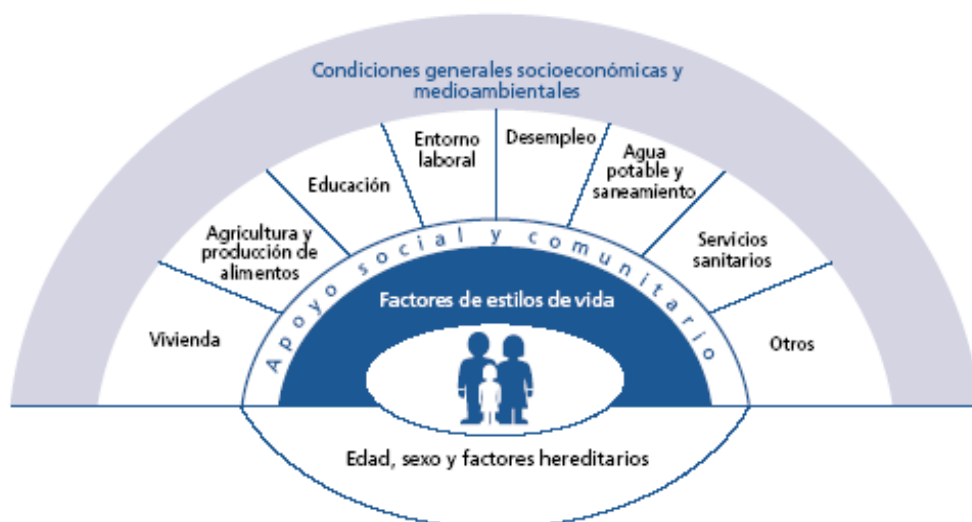 Condiciones generales socioeconómicas y
medioambientales
Vivienda
Agricultura y
producción de
alimentos
Educación
Entorno
laboral
Desempleo
Agua
potable y
saneamiento
Servicios
sanitarios
Otros
Apoyo social y comunitario
Factores de estilos de vida
Edad, sexo y factores hereditarios